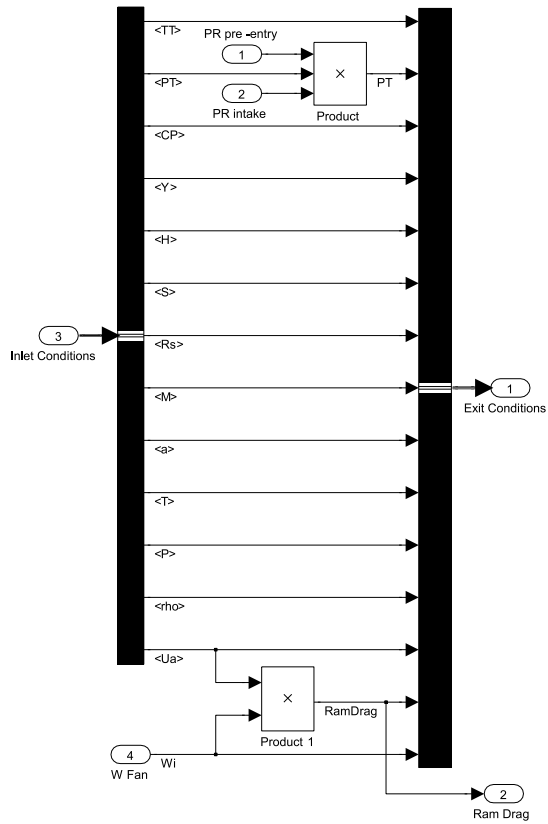 <TT>
PR pre -entry
1
<PT>
×
PT
2
PR intake
Product
<CP>
<Y>
<H>
<S>
3
Inlet Conditions
<Rs>
<M>
1
Exit Conditions
<a>
<T>
<P>
<rho>
<Ua>
×
RamDrag
Product 1
4
W Fan
Wi
2
Ram Drag